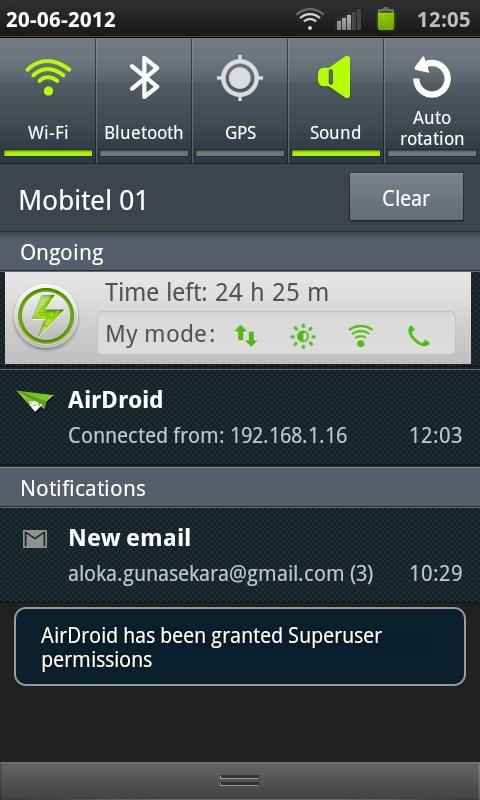 20-06-2012 12:05
Wi-Fi Bluetooth GPS Sound Auto rotation
Mobitel 01 Clear
Ongoing
Time left: 24 h 25 m
My mode:
AirDroid
Connected from: 192.168.1.16 12:03
Notifications
New email
aloka.gunasekara@gmail.com (3) 10:29
AirDroid has been granted Superuser
permissions